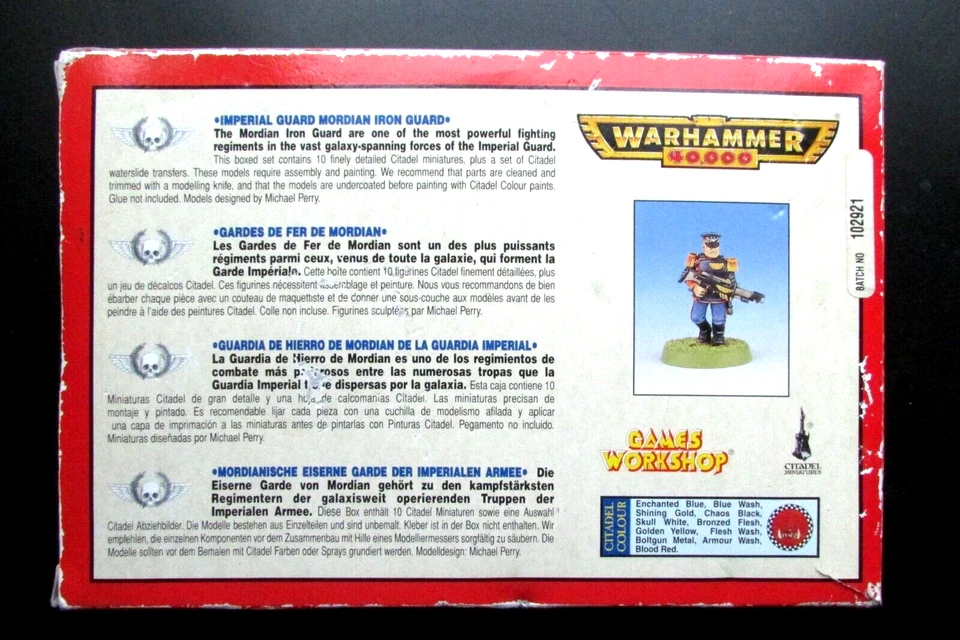 •IMPERIAL GUARD MORDIAN IRON GUARD•
The Mordian Iron Guard are one of the most powerful fighting
regiments in the vast galaxy-spanning forces of the Imperial Guard.
This boxed set contains 10 finely detailed Citadel miniatures, plus a set of Citadel
waterslide transfers. These models require assembly and painting. We recommend that parts are cleaned and
trimmed with a modelling knife, and that the models are undercoated before painting with Citadel Colour paints.
Glue not included. Models designed by Michael Perry.
•GARDES DE FER DE MORDIAN•
Les Gardes de Fer de Mordian sont un des plus puissants
régiments parmi ceux, venus de toute la galaxie, qui forment la
Garde Impériale. Cette boîte contient 10 figurines Citadel finement détaillées, plus
un jeu de décalcos Citadel. Ces figurines nécessitent assemblage et peinture. Nous vous recommandons de bien
ébarber chaque pièce avec un couteau de maquettiste et de donner une sous-couche aux modèles avant de les
peindre à l'aide des peintures Citadel. Colle non incluse. Figurines sculptées par Michael Perry.
•GUARDIA DE HIERRO DE MORDIAN DE LA GUARDIA IMPERIAL•
La Guardia de Hierro de Mordian es uno de los regimientos de
combate más poderosos entre las numerosas tropas que la
Guardia Imperial tiene dispersas por la galaxia. Esta caja contiene 10
Miniaturas Citadel de gran detalle y una hoja de calcomanías Citadel. Las miniaturas precisan de
montaje y pintado. Es recomendable lijar cada pieza con una cuchilla de modelismo afilada y aplicar
una capa de imprimación a las miniaturas antes de pintarlas con Pinturas Citadel. Pegamento no incluido.
Miniaturas diseñadas por Michael Perry.
•MORDIANISCHE EISERNE GARDE DER IMPERIALEN ARMEE• Die
Eiserne Garde von Mordian gehört zu den kampfstärksten
Regimentern der galaxisweit operierenden Truppen der
Imperialen Armee. Diese Box enthält 10 Citadel Miniaturen sowie eine Auswahl
Citadel Abziehbilder. Die Modelle bestehen aus Einzelteilen und sind unbemalt. Kleber ist in der Box nicht enthalten. Wir
empfehlen, die einzelnen Komponenten vor dem Zusammenbau mit Hilfe eines Modelliermessers sorgfältig zu säubern. Die
Modelle sollten vor dem Bemalen mit Citadel Farben oder Sprays grundiert werden. Modelldesign: Michael Perry.
WARHAMMER®
40,000
BATCH NO 102921
GAMES
WORKSHOP®
CITADEL®
MINIATURES
CITADEL
COLOUR
Enchanted Blue, Blue Wash,
Shining Gold, Chaos Black,
Skull White, Bronzed Flesh,
Golden Yellow, Flesh Wash,
Boltgun Metal, Armour Wash,
Blood Red.